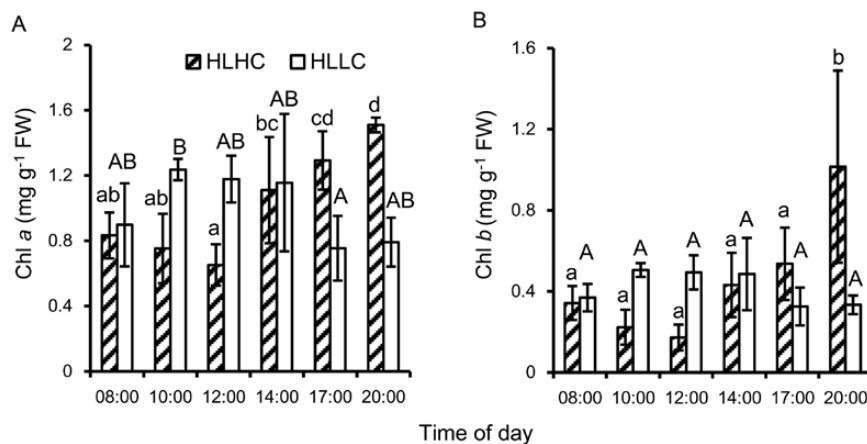 A
Chl a (mg g-1 FW)
2
1.6
1.2
0.8
0.4
0
HLHC HLLC
ab AB ab B a AB bc AB cd A d AB
08:00 10:00 12:00 14:00 17:00 20:00
B
Chl b (mg g-1 FW)
1.6
1.2
0.8
0.4
0
a A a A a A a A a A b A
08:00 10:00 12:00 14:00 17:00 20:00
Time of day